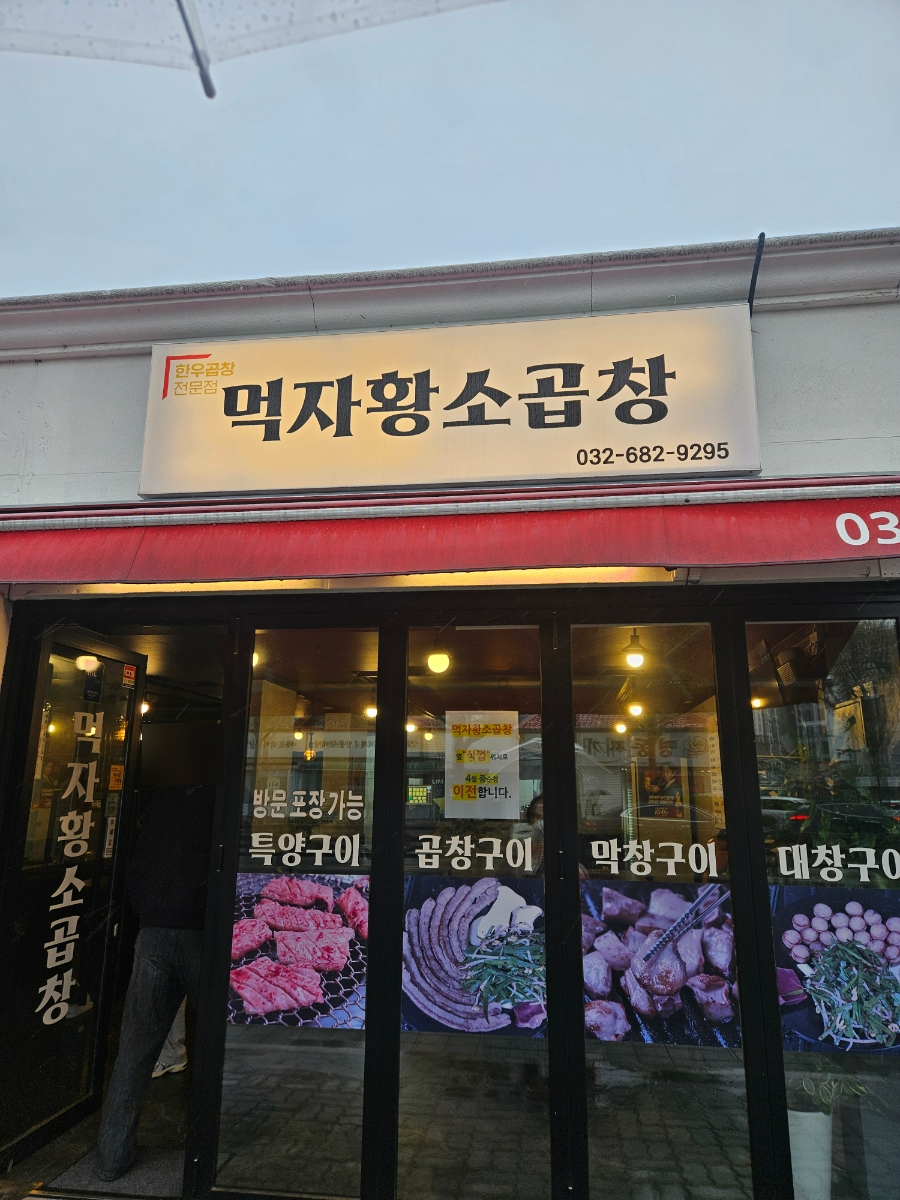 한우곱창
전문점
먹자황소곱창
032-682-9295
03
먹자황소곱창
먹자황소곱창
4월 중순경
이전합니다.
방문포장가능
특양구이
곱창구이
막창구이
대창구이